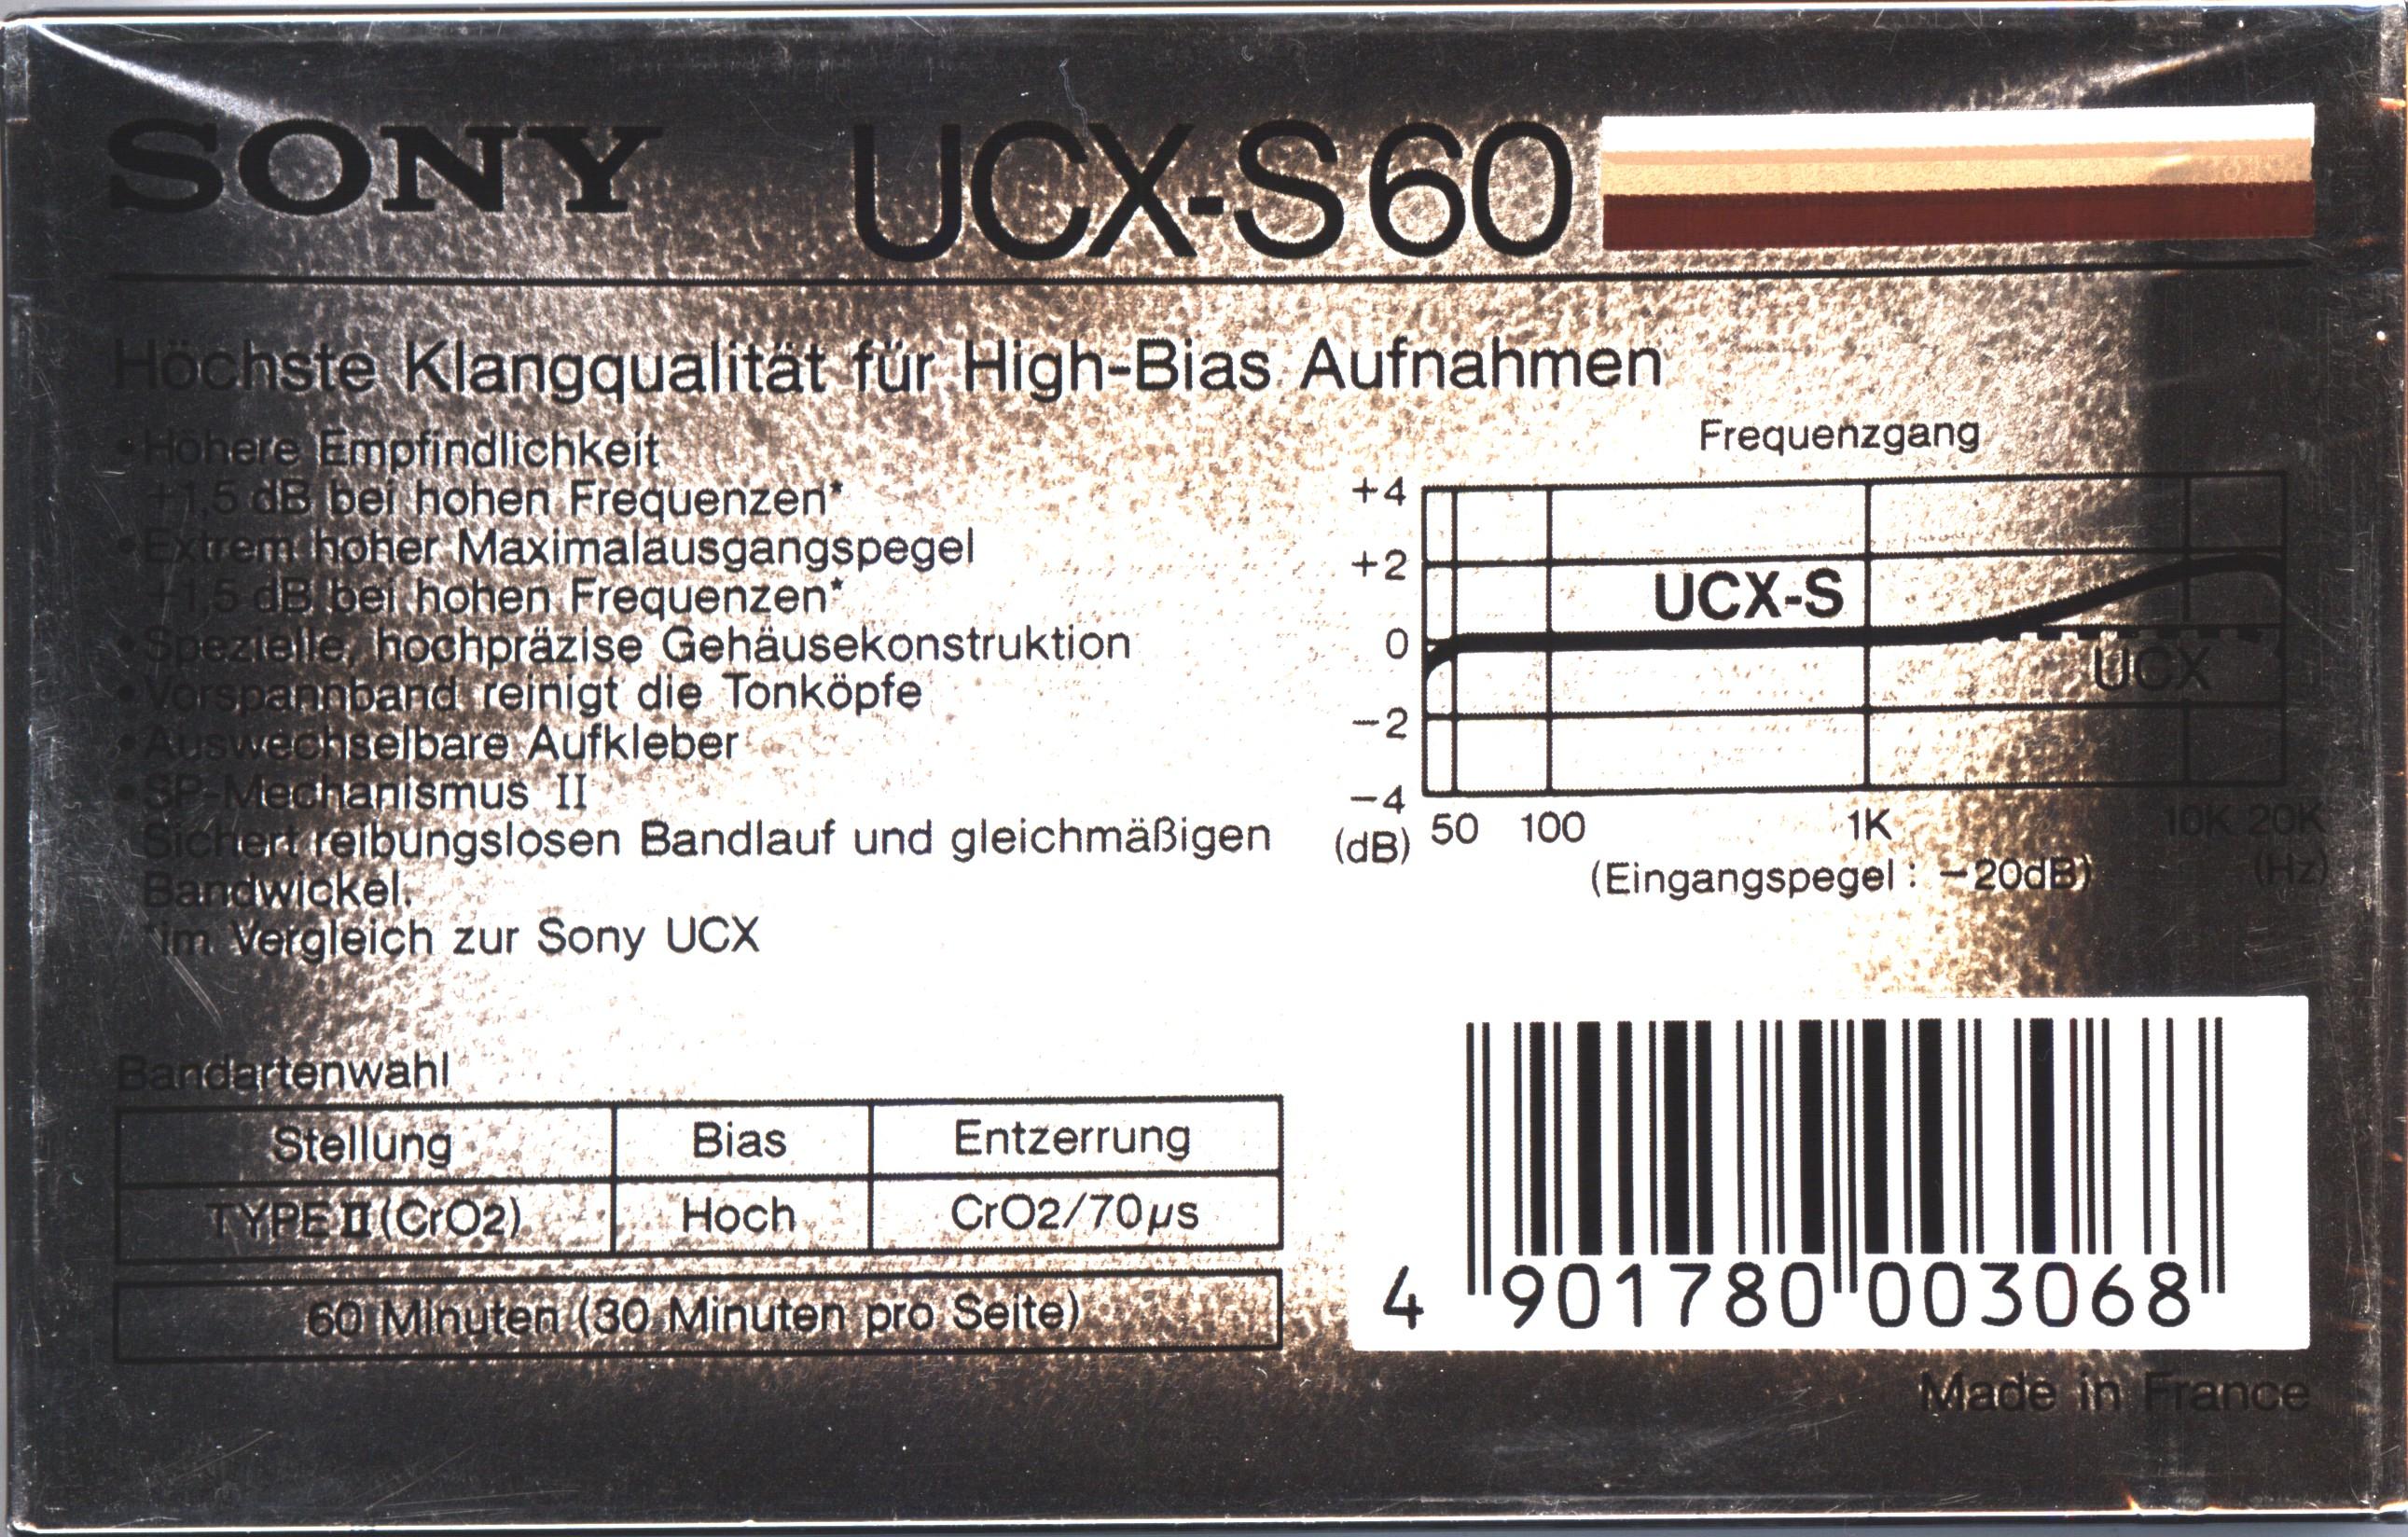 SONY UCX-S 60
Höchste Klangqualität für High-Bias Aufnahmen
•Höhere Empfindlichkeit
+1,5 dB bei hohen Frequenzen*
•Extrem hoher Maximalausgangspegel
+1,5 dB bei hohen Frequenzen*
•Spezielle, hochpräzise Gehäusekonstruktion
•Vorspannband reinigt die Tonköpfe
•Auswechselbare Aufkleber
•SP-Mechanismus II
Sichert reibungslosen Bandlauf und gleichmäßigen
Bandwickel.
*im Vergleich zur Sony UCX
Frequenzgang
+4
+2
0
−2
−4
(dB)
UCX-S
UCX
50 100 1K 10K 20K
(Hz)
(Eingangspegel: −20dB)
Bandartenwahl
Stellung Bias Entzerrung
TYPE II (CrO2) Hoch CrO2/70µs
60 Minuten (30 Minuten pro Seite)
4 901780 003068
Made in France